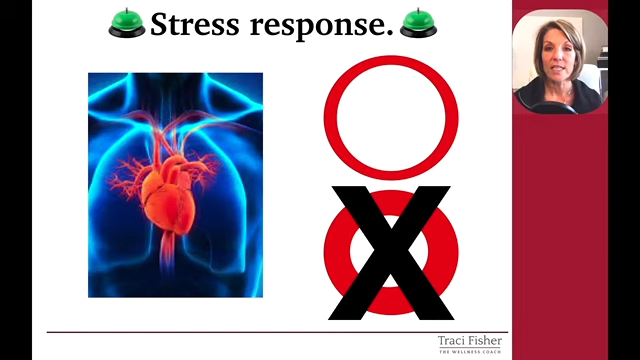 Stress response.
X
Traci Fisher
THE WELLNESS COACH